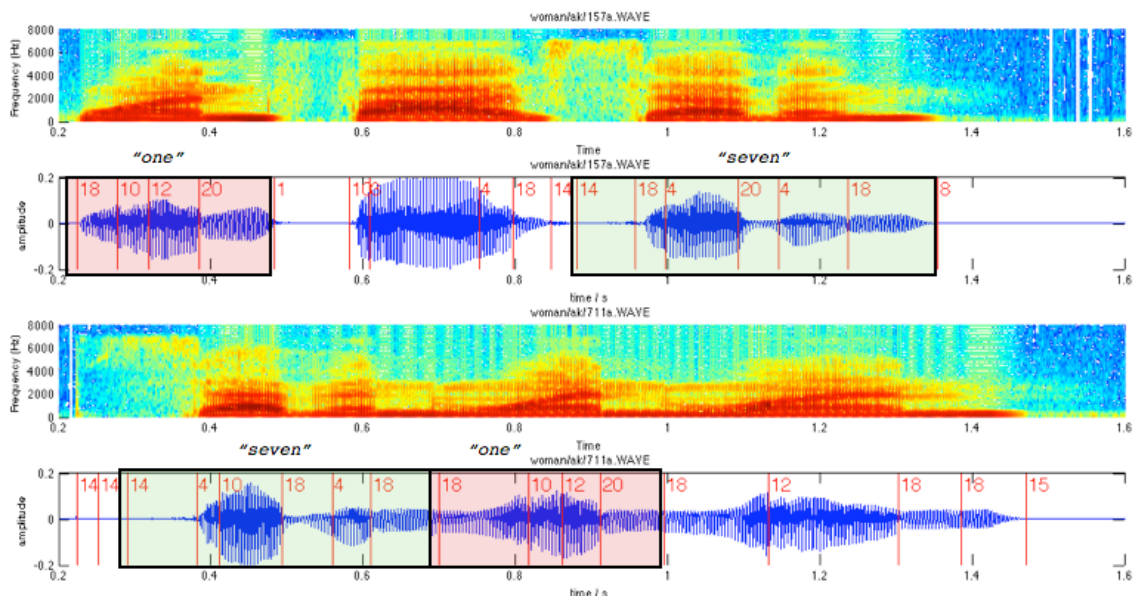 woman/ak/157a.WAVE
Frequency (Hz)
8000
6000
4000
2000
0
0.2 0.4 0.6 0.8 1 1.2 1.4 1.6
Time
"one" "seven"
woman/ak/157a.WAVE
amplitude
0.2
0
-0.2
18 10 12 20 1 4 18 14 14 18 4 20 4 18 8
0.2 0.4 0.6 0.8 1 1.2 1.4 1.6
time / s
woman/ak/711a.WAVE
Frequency (Hz)
8000
6000
4000
2000
0
0.2 0.4 0.6 0.8 1 1.2 1.4 1.6
Time
"seven" "one"
woman/ak/711a.WAVE
amplitude
0.2
0
-0.2
14 14 14 4 10 18 4 18 18 10 12 20 18 12 18 18 15
0.2 0.4 0.6 0.8 1 1.2 1.4 1.6
time / s